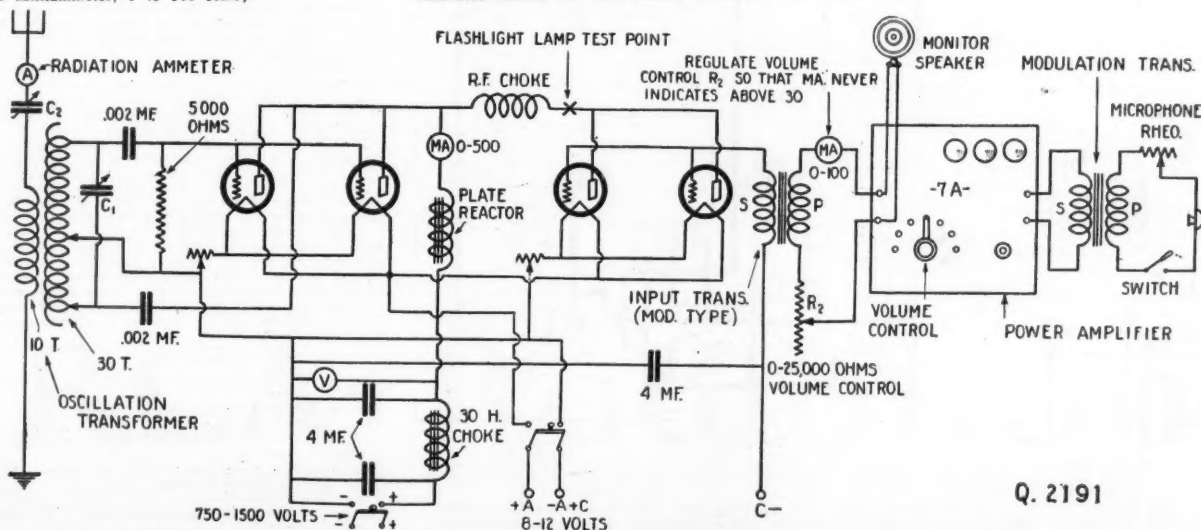 FLASHLIGHT LAMP TEST POINT
MONITOR
SPEAKER
RADIATION AMMETER
A
R.F. CHOKE
REGULATE VOLUME
CONTROL R2 SO THAT MA. NEVER
INDICATES ABOVE 30
MODULATION TRANS.
MICROPHONE
RHEO.
C2
.002 MF.
5000
OHMS
MA
0-500
MA
0-100
-7A-
C1
PLATE
REACTOR
S
P
S
P
INPUT TRANS.
(MOD. TYPE)
R2
VOLUME
CONTROL
SWITCH
POWER AMPLIFIER
.002 MF.
10 T.
30 T.
OSCILLATION
TRANSFORMER
V
4 MF.
0-25,000 OHMS
VOLUME CONTROL
4 MF.
30 H.
CHOKE
750-1500 VOLTS
- +
- +
+A -A +C
8-12 VOLTS
C-
Q. 2191